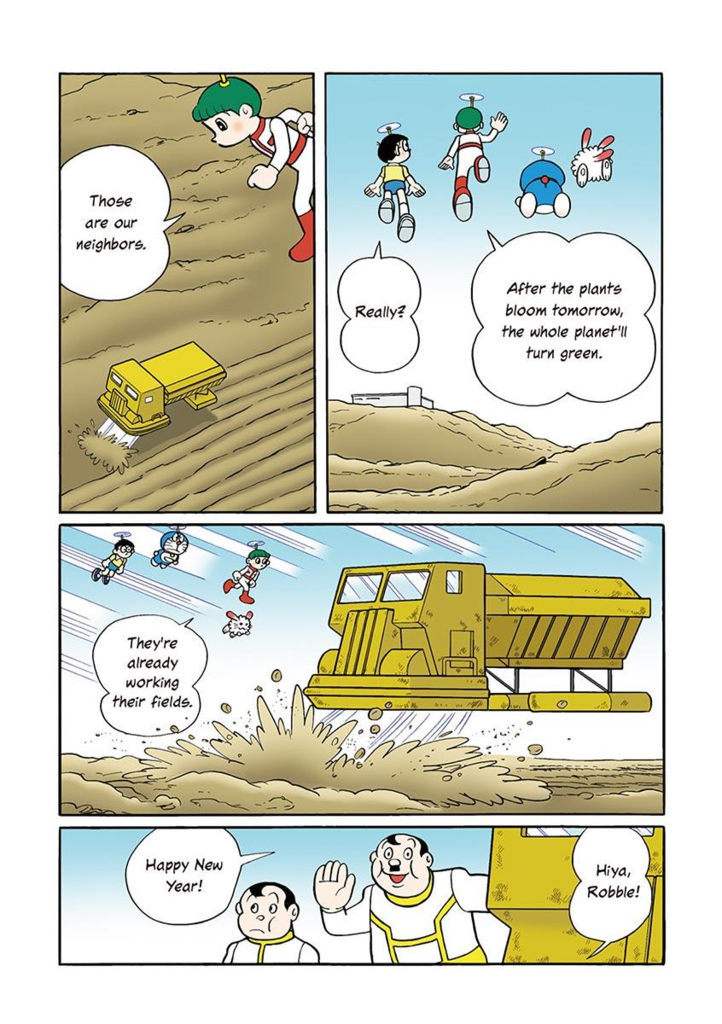 Those
are our
neighbors.
Really?
After the plants
bloom tomorrow,
the whole planet'll
turn green.
They're
already
working
their fields.
Happy New
Year!
Hiya,
Robble!